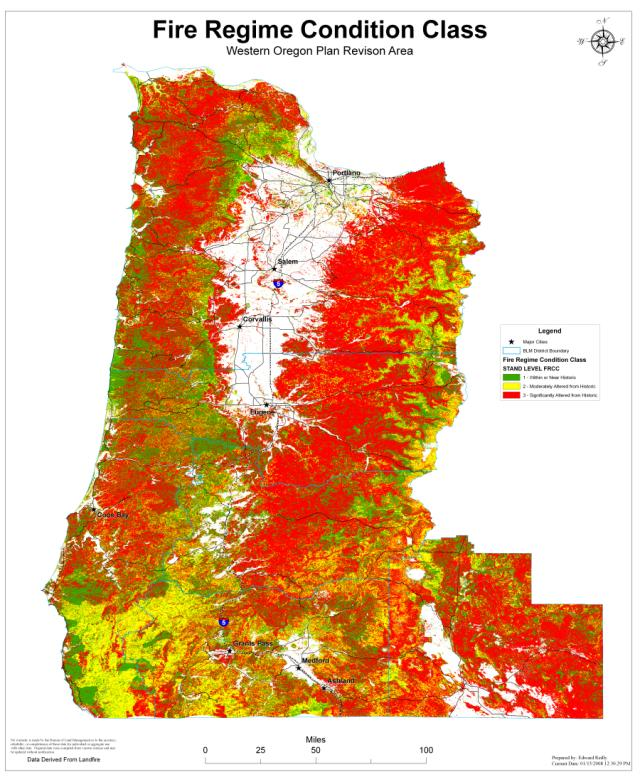 Fire Regime Condition Class
Western Oregon Plan Revison Area
N
W E
S
Portland
Salem
5
Corvallis
Eugene
Coos Bay
5
Grants Pass
Medford
Ashland
Legend
Major Cities
BLM District Boundary
Fire Regime Condition Class
STAND LEVEL FRCC
1 - Within or Near Historic
2 - Moderately Altered from Historic
3 - Significantly Altered from Historic
Miles
0 25 50 100
Data Derived From Landfire
Prepared by: Edward Reilly